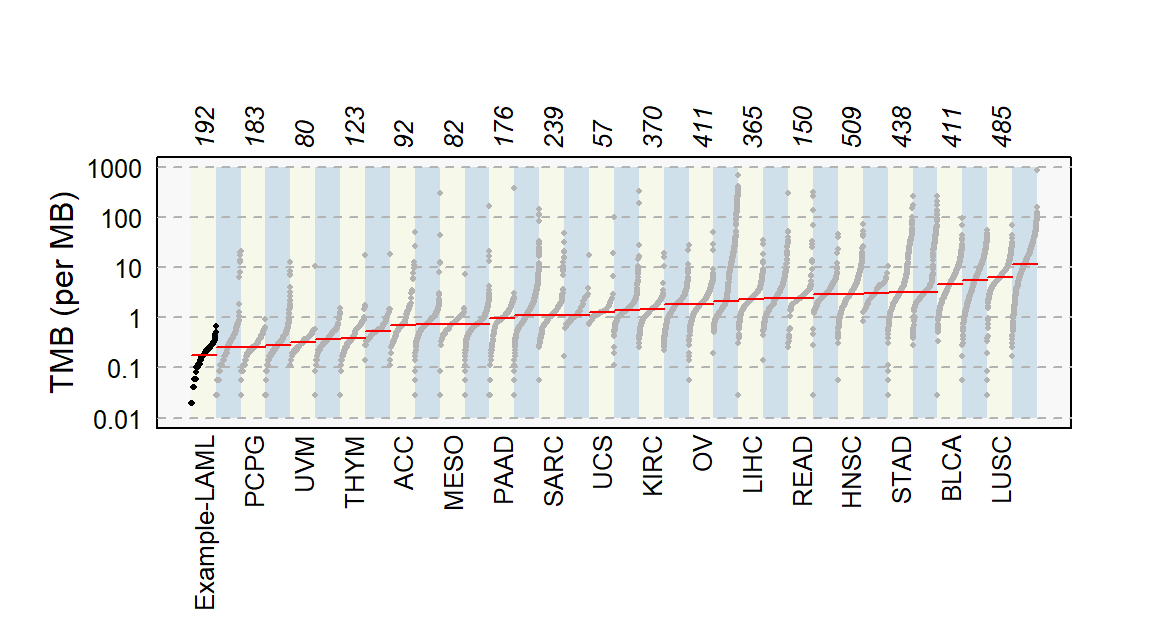 192 183 80 123 92 82 176 239 57 370 411 365 150 509 438 411 485
TMB (per MB)
1000
100
10
1
0.1
0.01
Example-LAML PCPG UVM THYM ACC MESO PAAD SARC UCS KIRC OV LIHC READ HNSC STAD BLCA LUSC